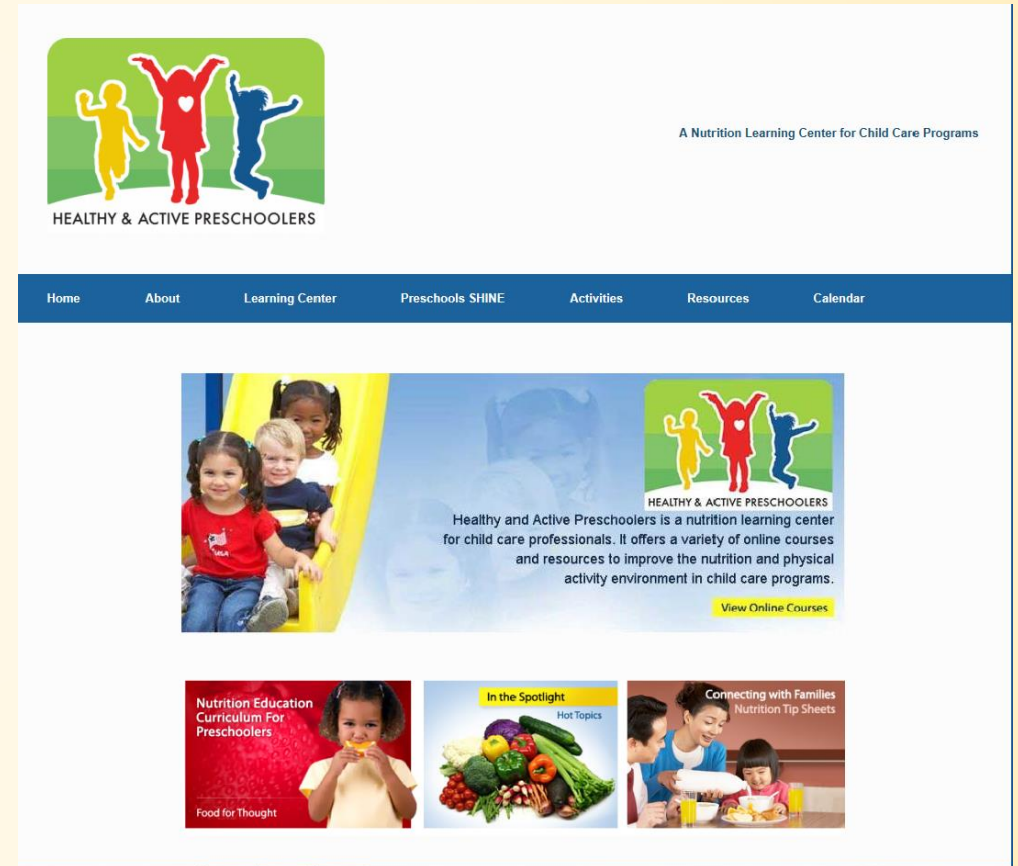 HEALTHY & ACTIVE PRESCHOOLERS
A Nutrition Learning Center for Child Care Programs
Home About Learning Center Preschools SHINE Activities Resources Calendar
HEALTHY & ACTIVE PRESCHOOLERS
Healthy and Active Preschoolers is a nutrition learning center
for child care professionals. It offers a variety of online courses
and resources to improve the nutrition and physical
activity environment in child care programs.
View Online Courses
Nutrition Education
Curriculum For
Preschoolers
Food for Thought
In the Spotlight
Hot Topics
Connecting with Families
Nutrition Tip Sheets